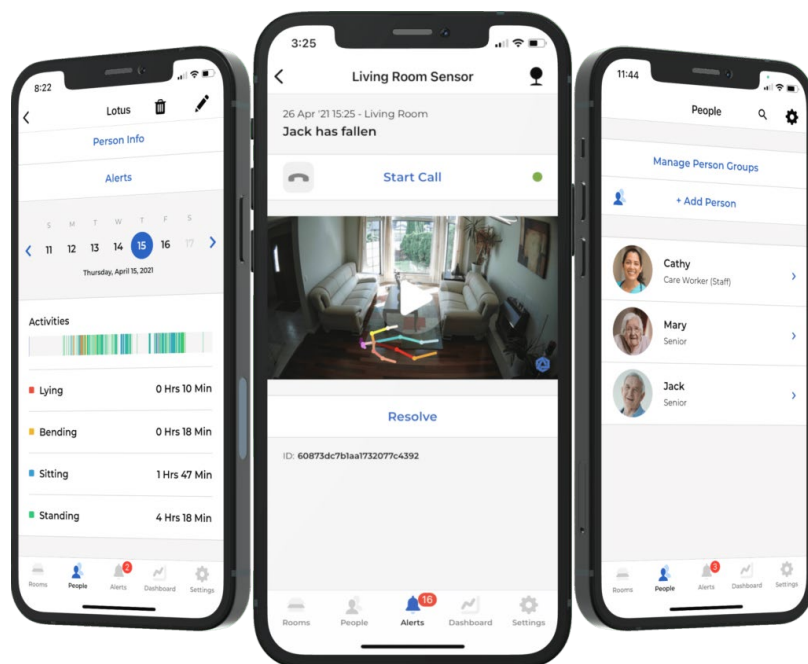 8:22
Lotus
Person Info
Alerts
S M T W T F S
11 12 13 14 15 16 17
Thursday, April 15, 2021
Activities
Lying 0 Hrs 10 Min
Bending 0 Hrs 18 Min
Sitting 1 Hrs 47 Min
Standing 4 Hrs 18 Min
2
Rooms People Alerts Dashboard Settings
3:25
Living Room Sensor
26 Apr '21 15:25 - Living Room
Jack has fallen
Start Call
Resolve
ID: 60873dc7b1aa1732077c4392
16
Rooms People Alerts Dashboard Settings
11:44
People
Manage Person Groups
+ Add Person
Cathy
Care Worker (Staff)
Mary
Senior
Jack
Senior
3
Rooms People Alerts Dashboard Settings